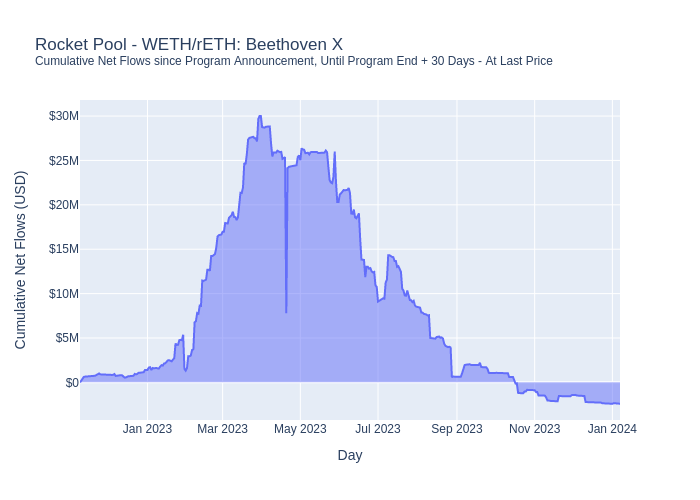 Rocket Pool - WETH/rETH: Beethoven X
Cumulative Net Flows since Program Announcement, Until Program End + 30 Days - At Last Price
Cumulative Net Flows (USD)
$30M
$25M
$20M
$15M
$10M
$5M
$0
Jan 2023
Mar 2023
May 2023
Jul 2023
Sep 2023
Nov 2023
Jan 2024
Day